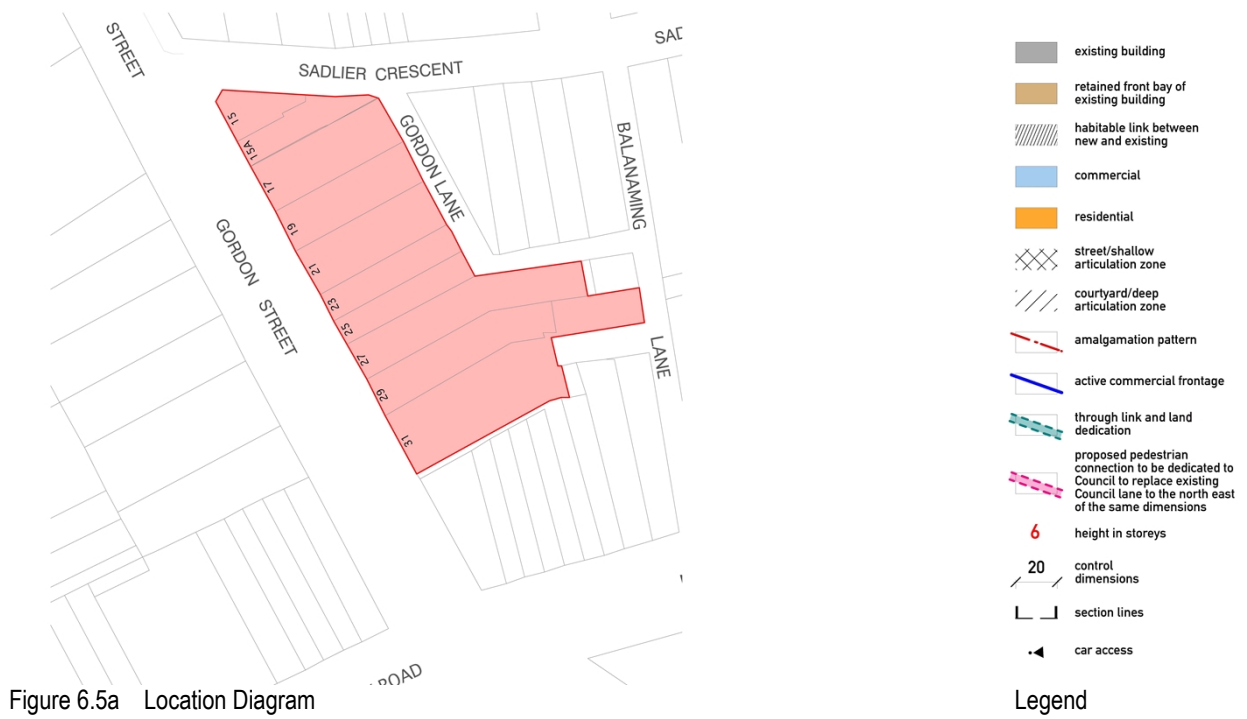 STREET
SADLIER CRESCENT
SAD
GORDON LANE
BALANAMING
LANE
GORDON STREET
15
15A
17
19
21
23
25
27
29
31
ROAD
Figure 6.5a Location Diagram
existing building
retained front bay of
existing building
habitable link between
new and existing
commercial
residential
street/shallow
articulation zone
courtyard/deep
articulation zone
amalgamation pattern
active commercial frontage
through link and land
dedication
proposed pedestrian
connection to be dedicated to
Council to replace existing
Council lane to the north east
of the same dimensions
6
height in storeys
20
control
dimensions
section lines
car access
Legend